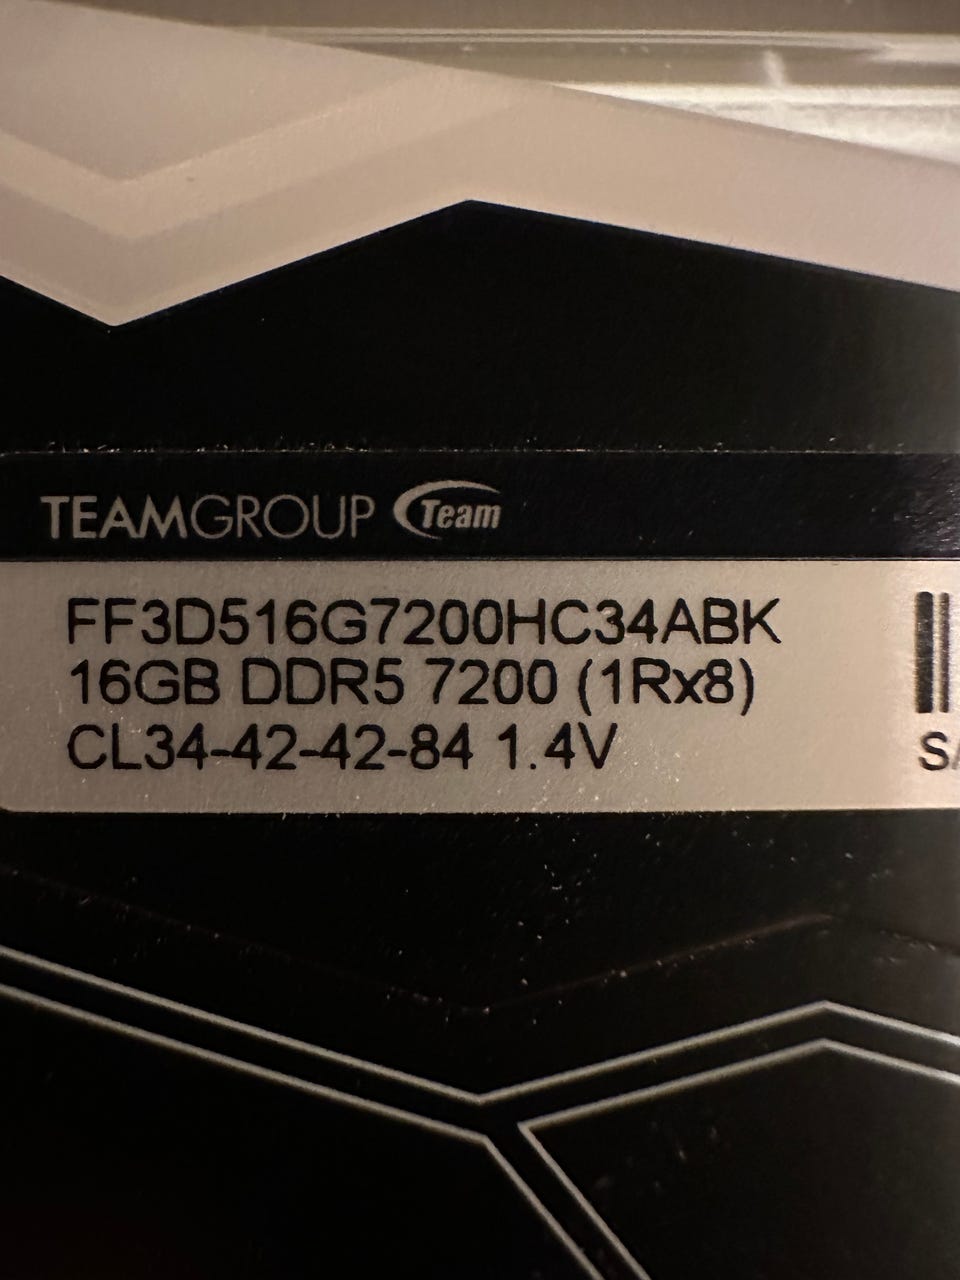 TEAMGROUP Team
FF3D516G7200HC34ABK
16GB DDR5 7200 (1Rx8)
CL34-42-42-84 1.4V